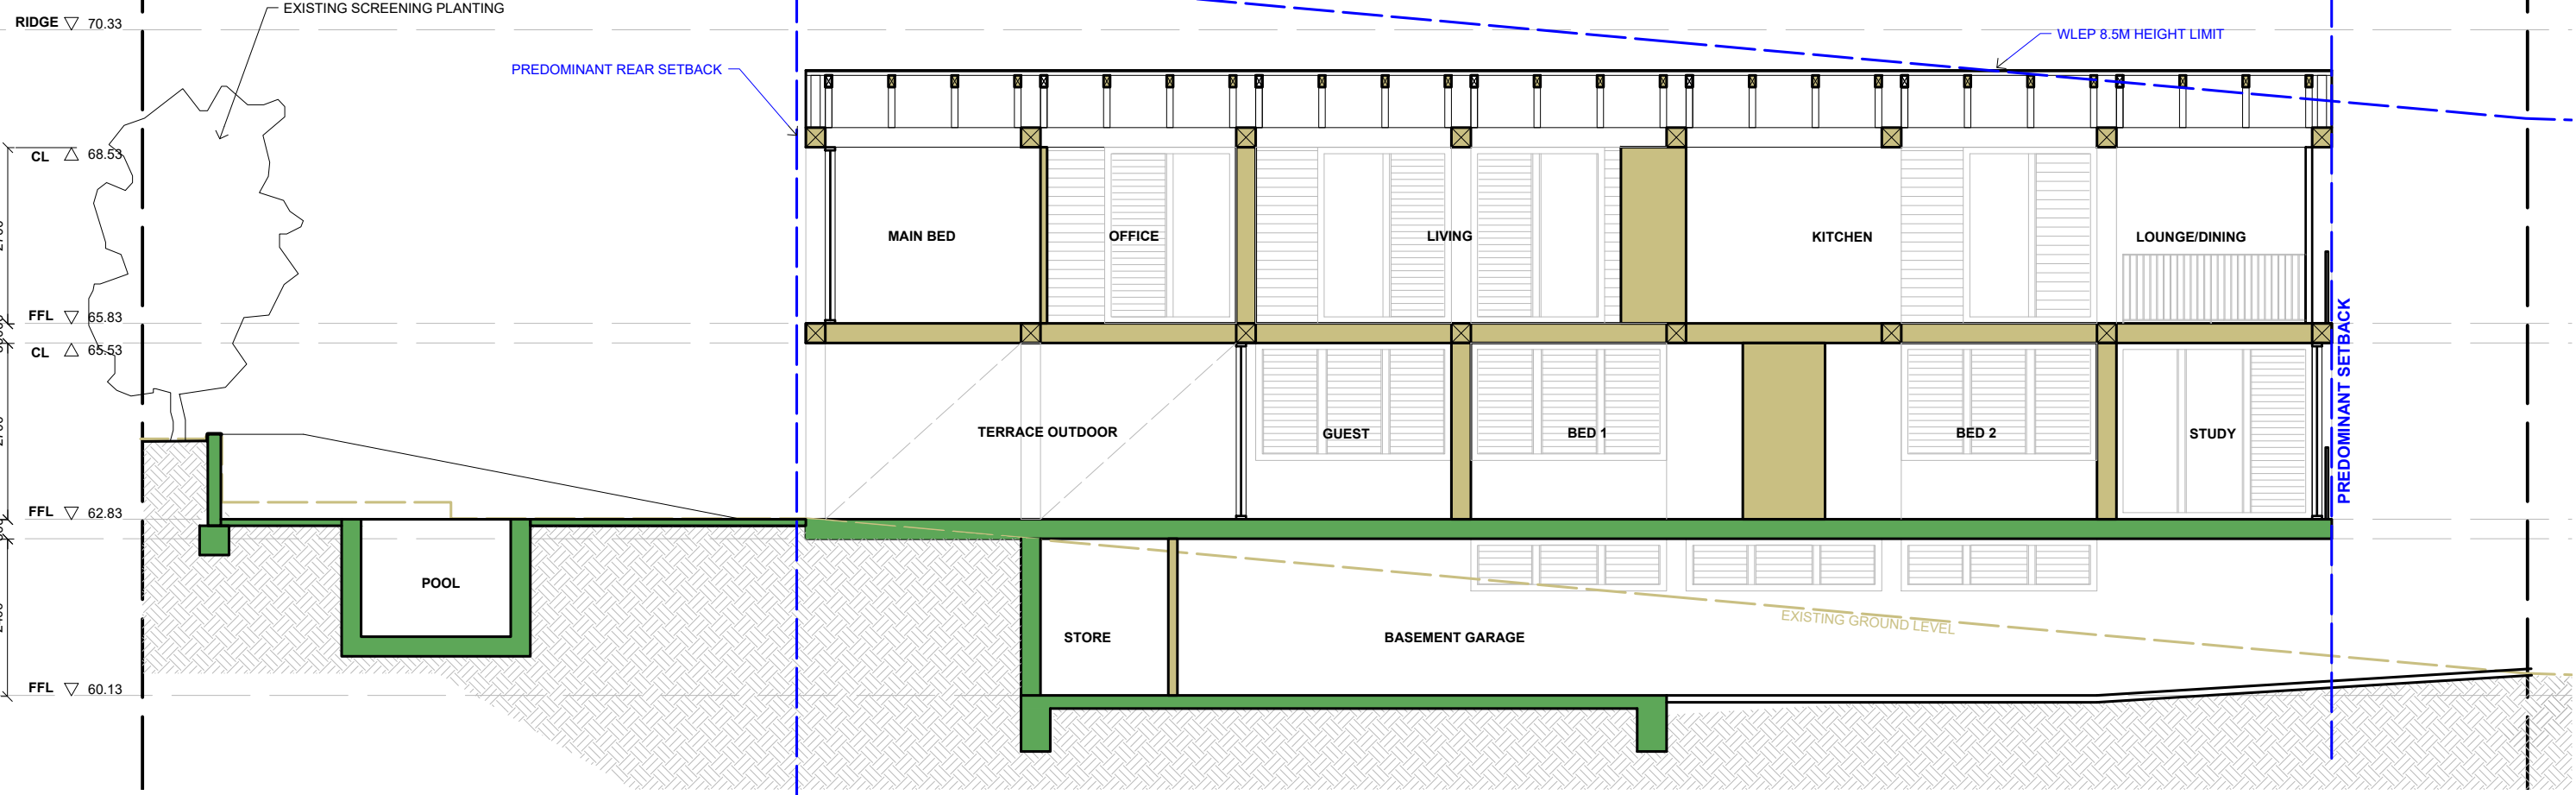 EXISTING SCREENING PLANTING
RIDGE 70.33
WLEP 8.5M HEIGHT LIMIT
PREDOMINANT REAR SETBACK
CL 68.53
MAIN BED
OFFICE
LIVING
KITCHEN
LOUNGE/DINING
FFL 65.83
CL 65.53
PREDOMINANT SETBACK
TERRACE OUTDOOR
GUEST
BED 1
BED 2
STUDY
FFL 62.83
POOL
STORE
BASEMENT GARAGE
EXISTING GROUND LEVEL
FFL 60.13